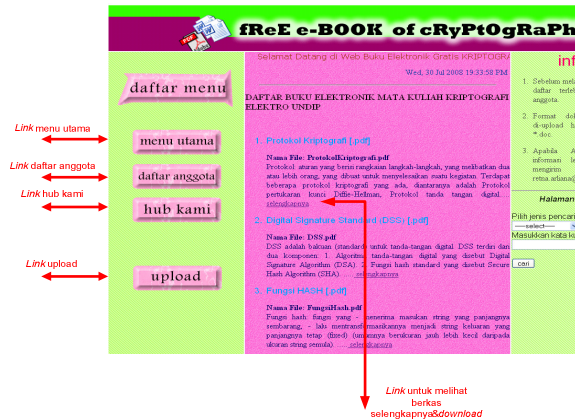 fReE e-BOOK of cRyPtOgRaPh
Selamat Datang di Web Buku Elektronik Gratis KRIPTOGRA
Wed, 30 Jul 2008 19:33:58 PM
daftar menu
Link menu utama
menu utama
Link daftar anggota
daftar anggota
Link hub kami
hub kami
Link upload
upload
DAFTAR BUKU ELEKTRONIK MATA KULIAH KRIPTOGRAFI
ELEKTRO UNDIP
1. Protokol Kriptografi [.pdf]
Nama File: ProtokolKriptografi.pdf
Protokol aturan yang berisi rangkaian langkah-langkah, yang melibatkan dua
atau lebih orang, yang dibuat untuk menyelesaikan suatu kegiatan. Terdapat
beberapa protokol kriptografi yang ada, diantaranya adalah Protokol
pertukaran kunci Diffie-Hellman, Protokol tanda tangan digital....
selengkapnya
2. Digital Signature Standard (DSS) [.pdf]
Nama File: DSS.pdf
DSS adalah bakuan (standard) untuk tanda-tangan digital. DSS terdiri dari
dua komponen: 1. Algoritma tanda-tangan digital yang disebut Digital
Signature Algorithm (DSA). 2. Fungsi hash standard yang disebut Secure
Hash Algorithm (SHA)....... selengkapnya
3. Fungsi HASH [.pdf]
Nama File: FungsiHash.pdf
Fungsi hash: fungsi yang - menerima masukan string yang panjangnya
sembarang, - lalu mentransformasikannya menjadi string keluaran yang
panjangnya tetap (fixed) (umumnya berukuran jauh lebih kecil daripada
ukuran string semula). ..... selengkapnya
inf
1. Sebelum mel
daftar terleb
anggota.
2. Format dok
di-upload h
*.doc
3. Apabila A
informasi le
mengirim
retna.arlina(
Halaman
Pilih jenis pencari
----select----
Masukkan kata ku
cari
Link untuk melihat
berkas
selengkapnya&download